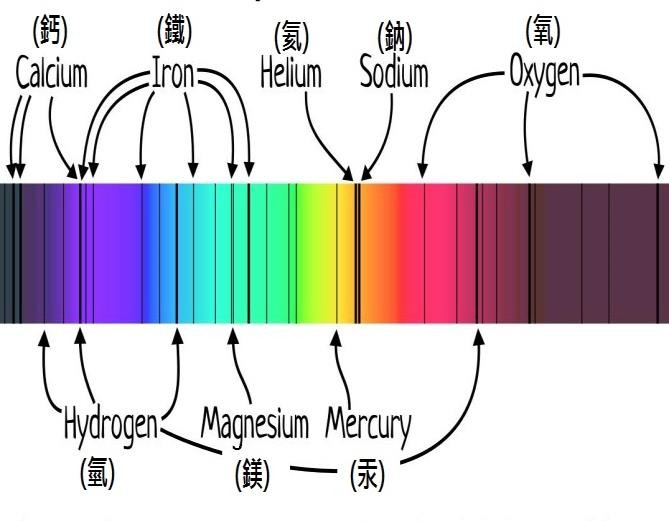 (鈣)
Calcium
(鐵)
Iron
(氦)
Helium
(鈉)
Sodium
(氧)
Oxygen
Hydrogen
(氫)
Magnesium
(鎂)
Mercury
(汞)